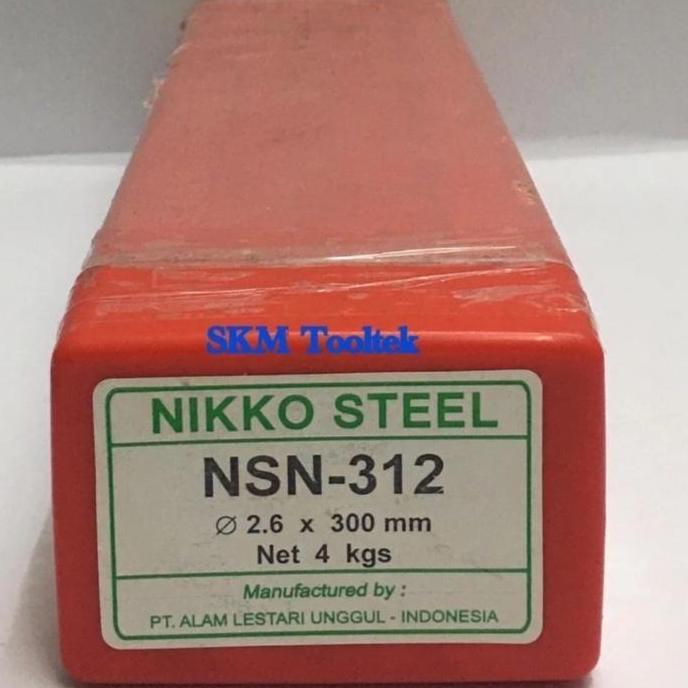 SKM Tooltek
NIKKO STEEL
NSN-312
∅ 2.6 x 300 mm
Net 4 kgs
Manufactured by :
PT. ALAM LESTARI UNGGUL - INDONESIA